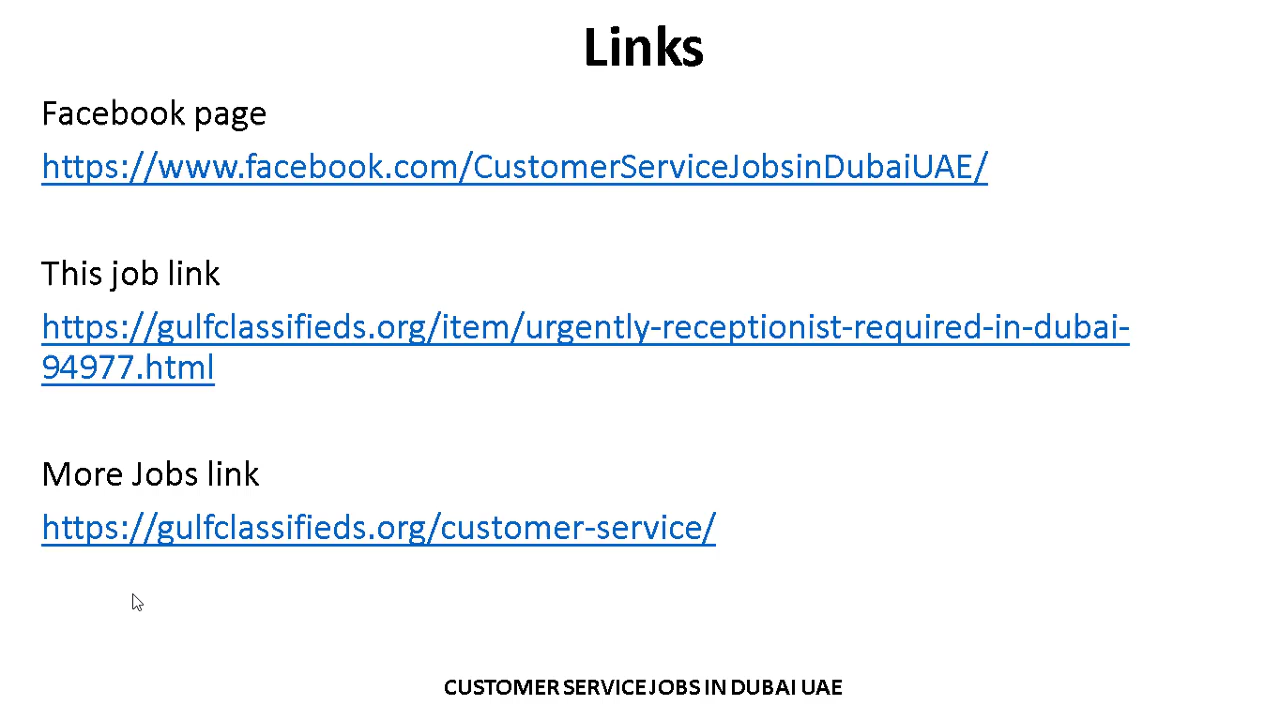 Links
Facebook page
https://www.facebook.com/CustomerServiceJobsinDubaiUAE/
This job link
https://gulfclassifieds.org/item/urgently-receptionist-required-in-dubai-
94977.html
More Jobs link
https://gulfclassifieds.org/customer-service/
CUSTOMER SERVICE JOBS IN DUBAI UAE